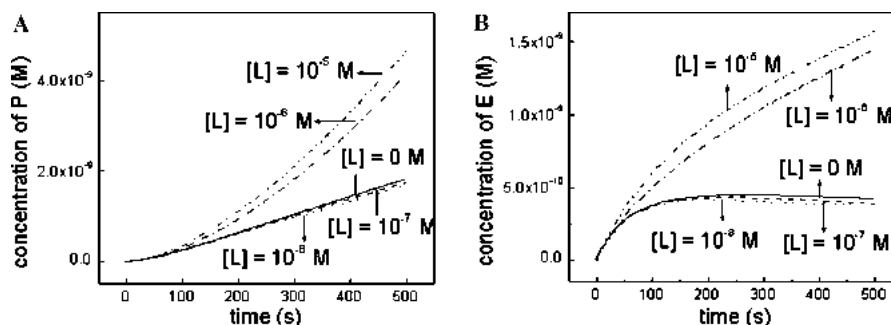 A
concentration of P (M)
4.0x10⁻⁹
2.0x10⁻⁹
0.0
[L] = 10⁻⁵ M
[L] = 10⁻⁶ M
[L] = 0 M
[L] = 10⁻⁷ M
[L] = 10⁻⁸ M
0 100 200 300 400 500
time (s)
B
concentration of E (M)
1.5x10⁻⁹
1.0x10⁻⁹
5.0x10⁻¹⁰
0.0
[L] = 10⁻⁵ M
[L] = 10⁻⁶ M
[L] = 0 M
[L] = 10⁻⁸ M
[L] = 10⁻⁷ M
0 100 200 300 400 500
time (s)